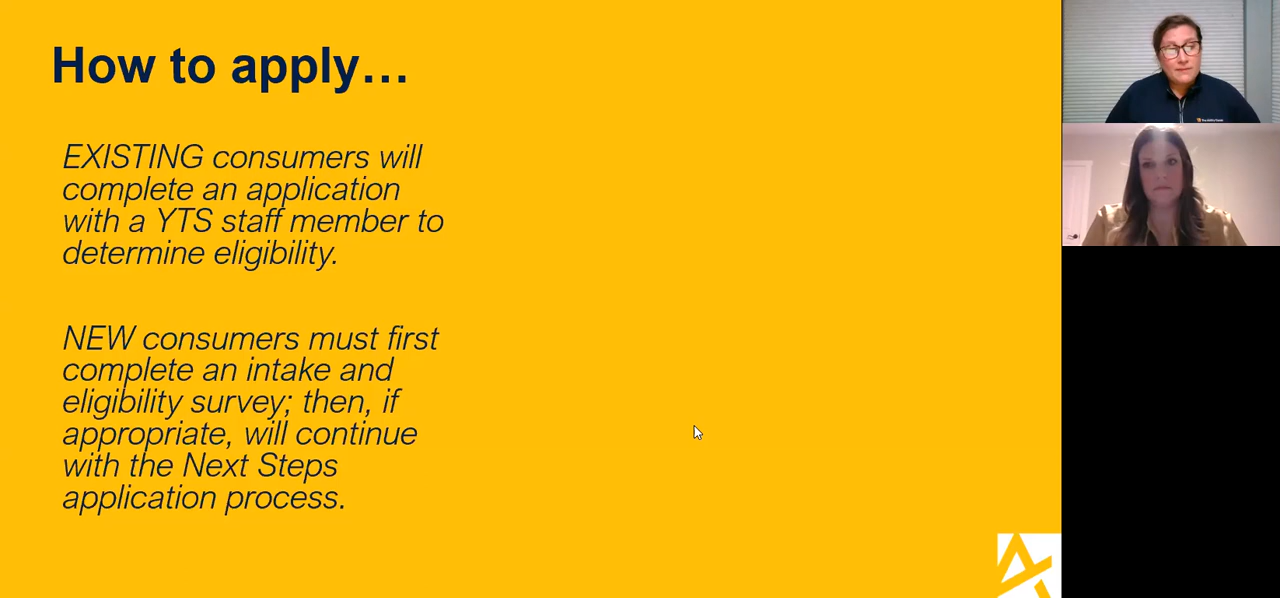 How to apply…
EXISTING consumers will
complete an application
with a YTS staff member to
determine eligibility.
NEW consumers must first
complete an intake and
eligibility survey; then, if
appropriate, will continue
with the Next Steps
application process.